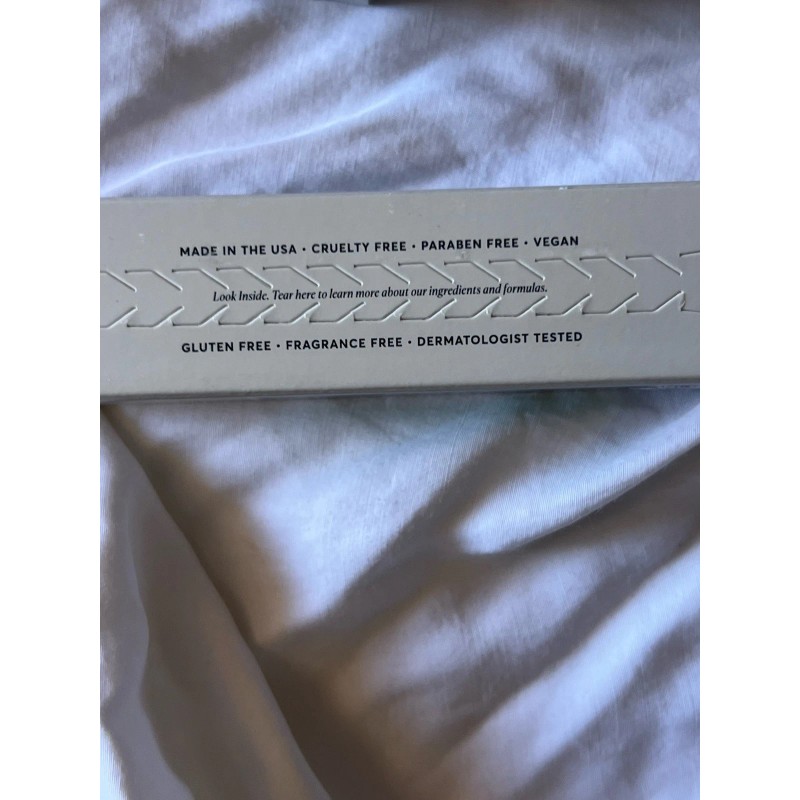 MADE IN THE USA • CRUELTY FREE • PARABEN FREE • VEGAN
Look Inside. Tear here to learn more about our ingredients and formulas.
GLUTEN FREE • FRAGRANCE FREE • DERMATOLOGIST TESTED